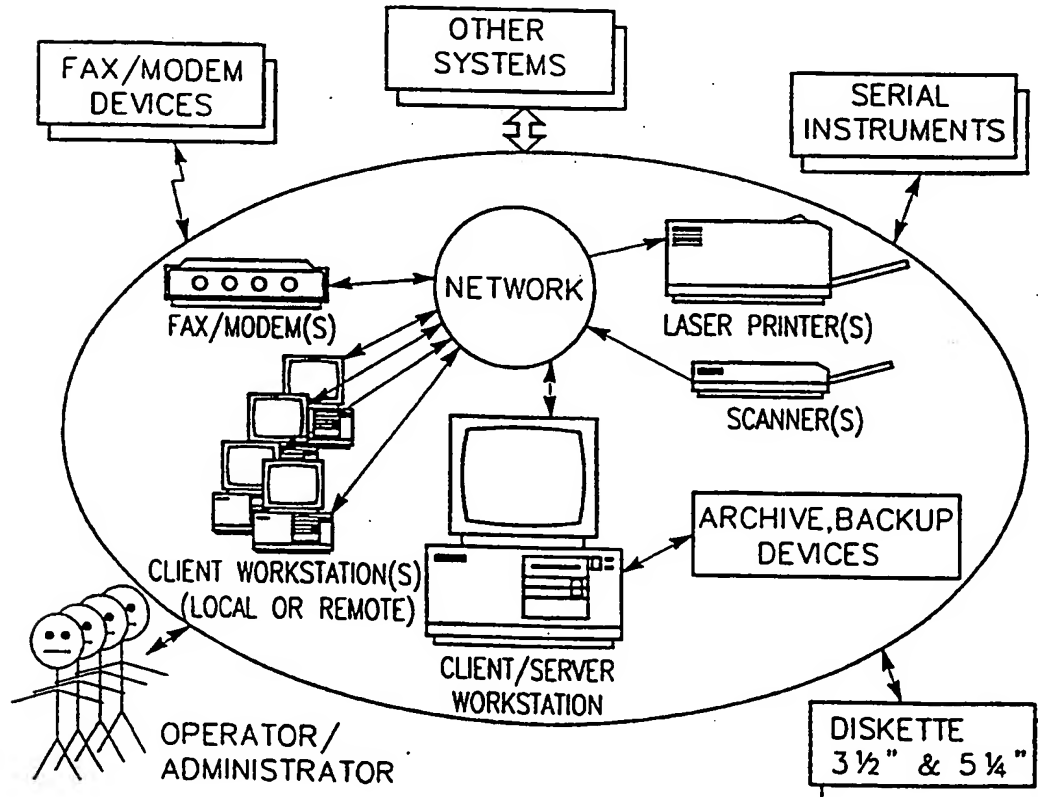 OTHER
SYSTEMS
FAX/MODEM
DEVICES
SERIAL
INSTRUMENTS
NETWORK
FAX/MODEM(S)
LASER PRINTER(S)
SCANNER(S)
CLIENT WORKSTATION(S)
(LOCAL OR REMOTE)
ARCHIVE,BACKUP
DEVICES
CLIENT/SERVER
WORKSTATION
OPERATOR/
ADMINISTRATOR
DISKETTE
3½" & 5¼"